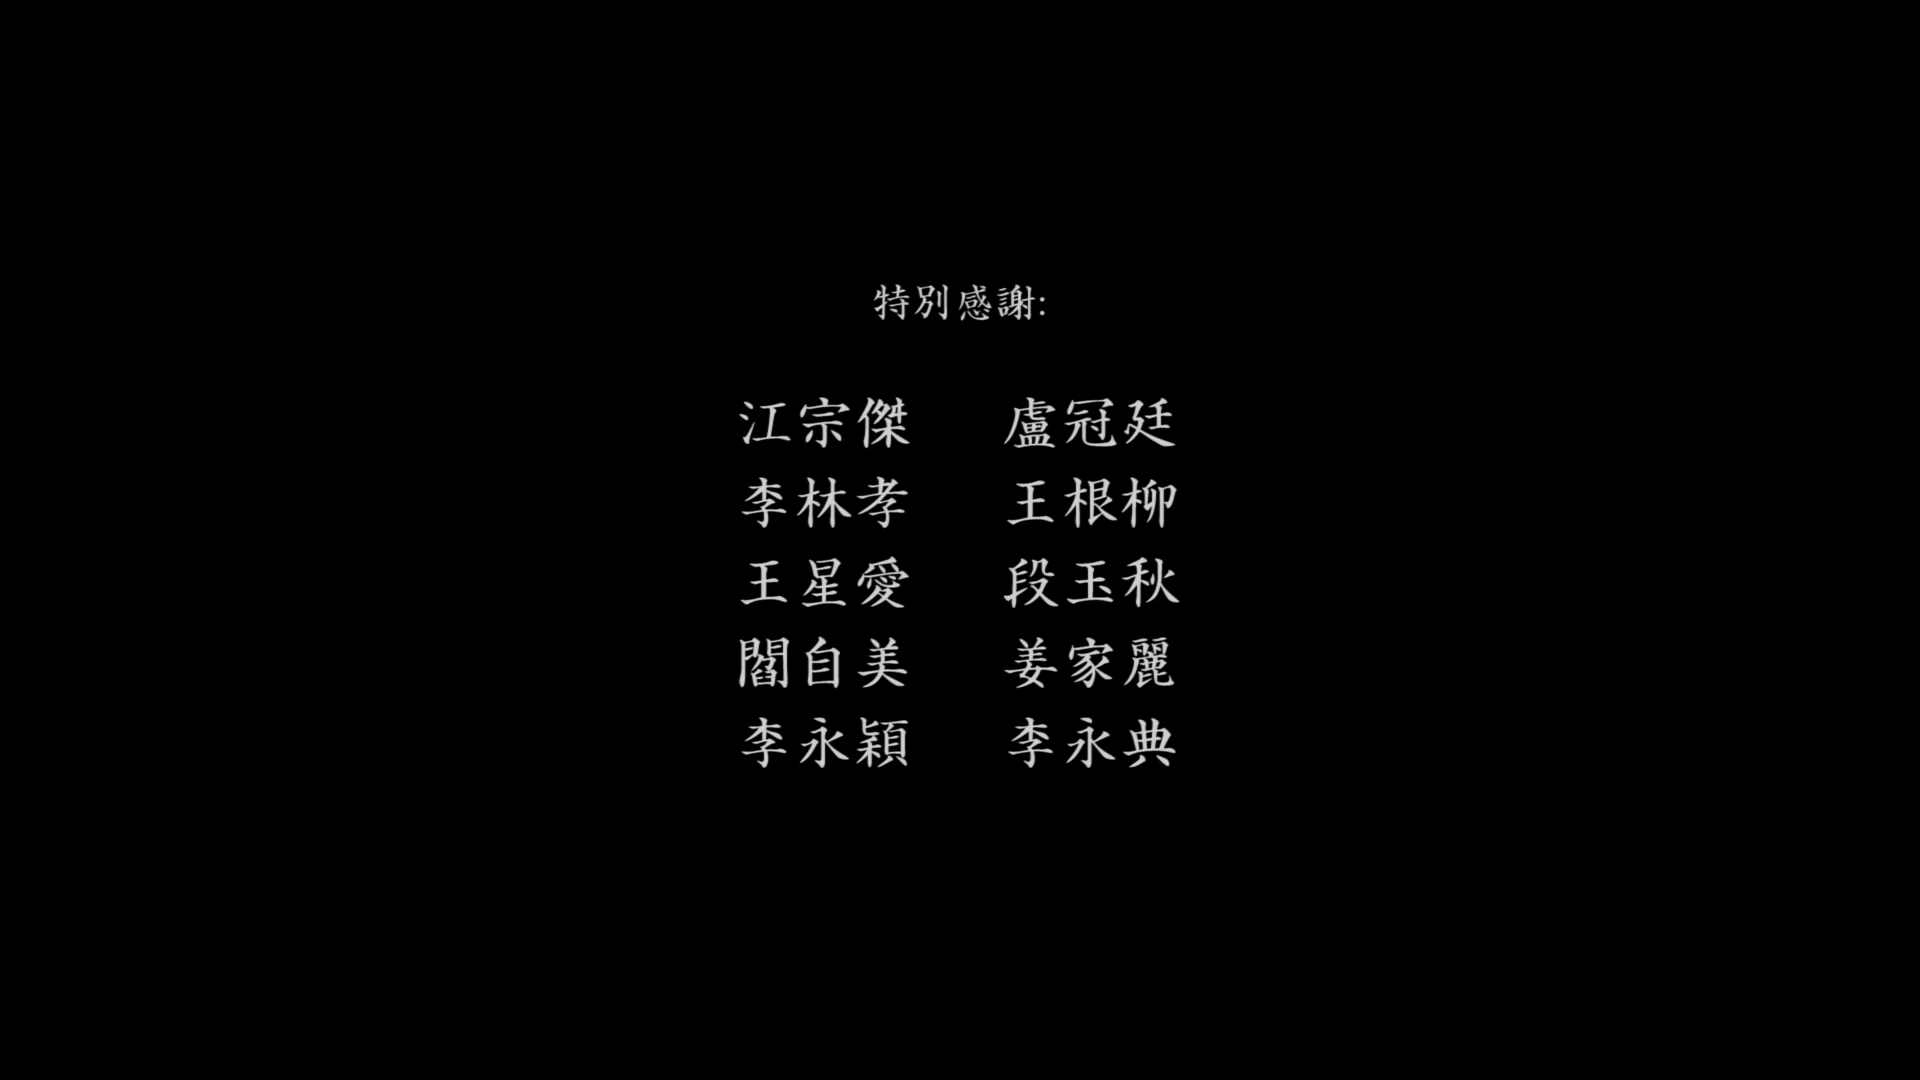 特別感謝:
江宗傑 盧冠廷
李林孝 王根柳
王星愛 段玉秋
閻自美 姜家麗
李永穎 李永典